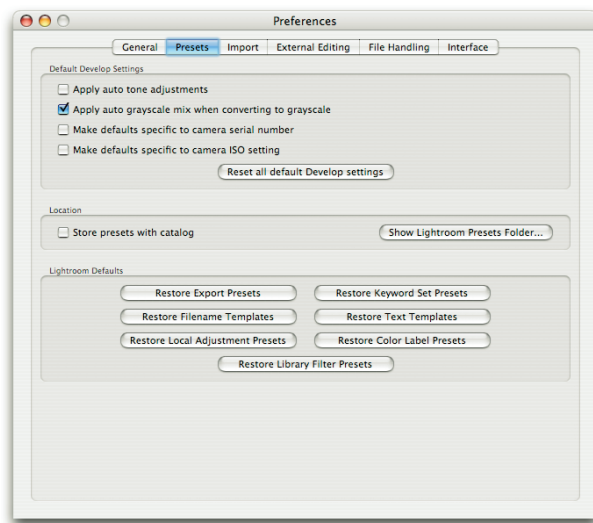 Preferences
General Presets Import External Editing File Handling Interface
Default Develop Settings
Apply auto tone adjustments
Apply auto grayscale mix when converting to grayscale
Make defaults specific to camera serial number
Make defaults specific to camera ISO setting
Reset all default Develop settings
Location
Store presets with catalog Show Lightroom Presets Folder...
Lightroom Defaults
Restore Export Presets Restore Keyword Set Presets
Restore Filename Templates Restore Text Templates
Restore Local Adjustment Presets Restore Color Label Presets
Restore Library Filter Presets